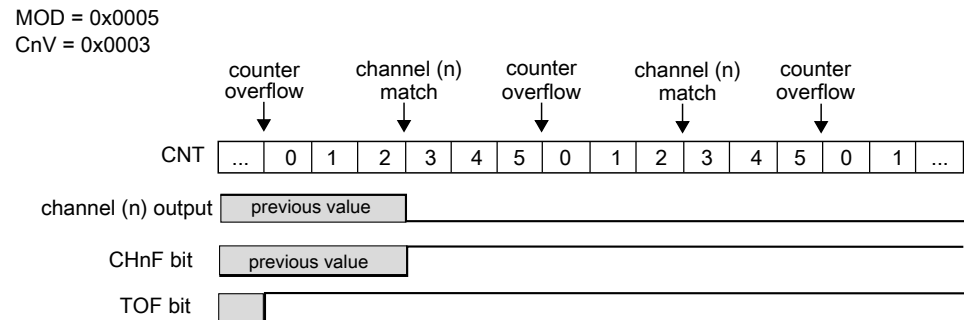 MOD = 0x0005
CnV = 0x0003
counter overflow
channel (n) match
counter overflow
channel (n) match
counter overflow
CNT ... 0 1 2 3 4 5 0 1 2 3 4 5 0 1 ...
channel (n) output previous value
CHnF bit previous value
TOF bit